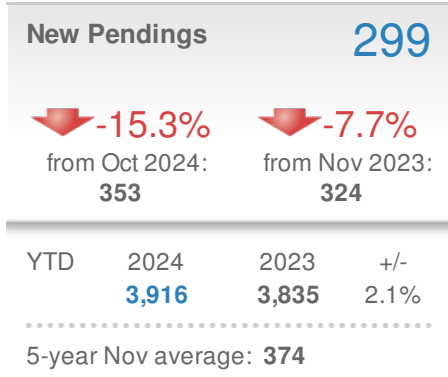 New Pendings 299
-15.3% -7.7%
from Oct 2024: from Nov 2023:
353 324
YTD 2024 2023 +/-
3,916 3,835 2.1%
5-year Nov average: 374